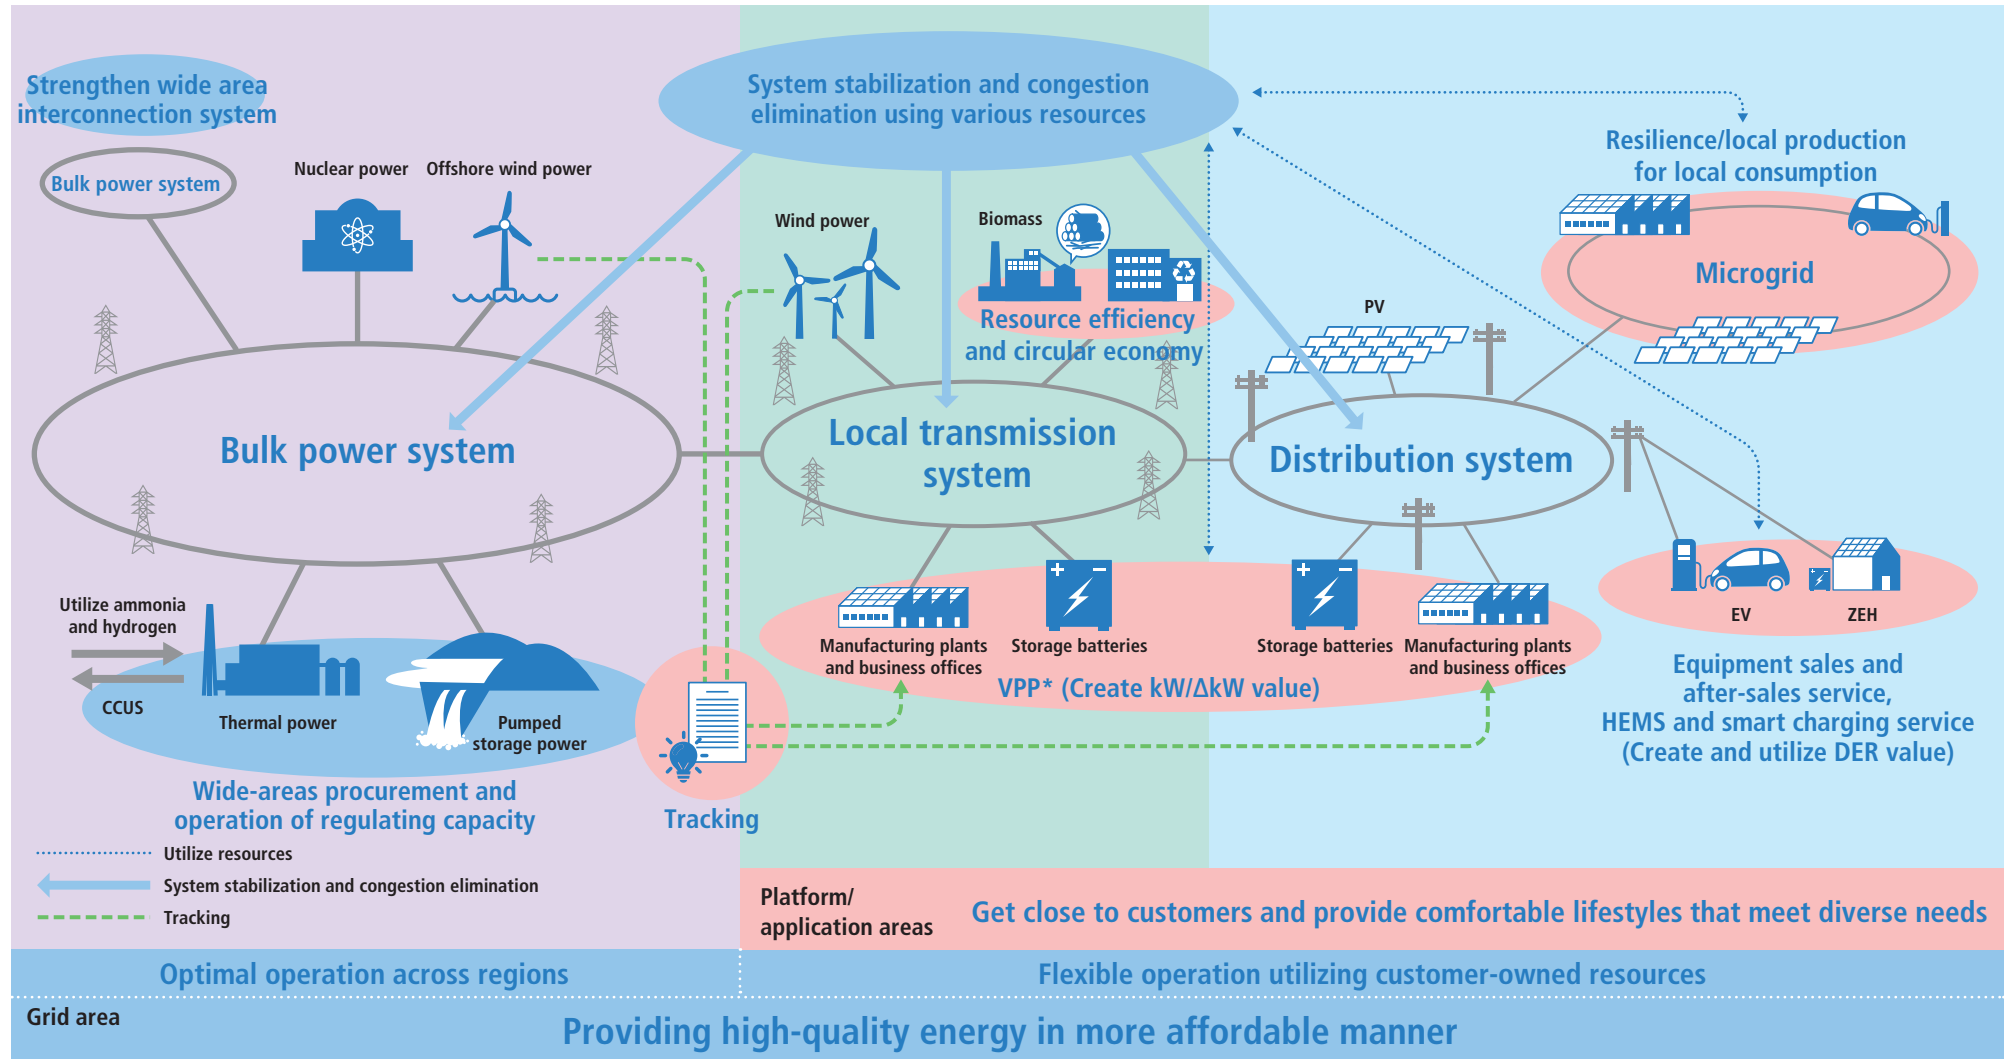 Strengthen wide area
interconnection system
System stabilization and congestion
elimination using various resources
Bulk power system
Nuclear power
Offshore wind power
Wind power
Biomass
Resource efficiency
and circular economy
Resilience/local production
for local consumption
Microgrid
PV
Bulk power system
Local transmission
system
Distribution system
Utilize ammonia
and hydrogen
CCUS
Thermal power
Pumped
storage power
Wide-areas procurement and
operation of regulating capacity
Tracking
Manufacturing plants
and business offices
Storage batteries
Storage batteries
Manufacturing plants
and business offices
VPP* (Create kW/ΔkW value)
EV
ZEH
Equipment sales and
after-sales service,
HEMS and smart charging service
(Create and utilize DER value)
Utilize resources
System stabilization and congestion elimination
Tracking
Platform/
application areas
Get close to customers and provide comfortable lifestyles that meet diverse needs
Optimal operation across regions
Flexible operation utilizing customer-owned resources
Grid area
Providing high-quality energy in more affordable manner